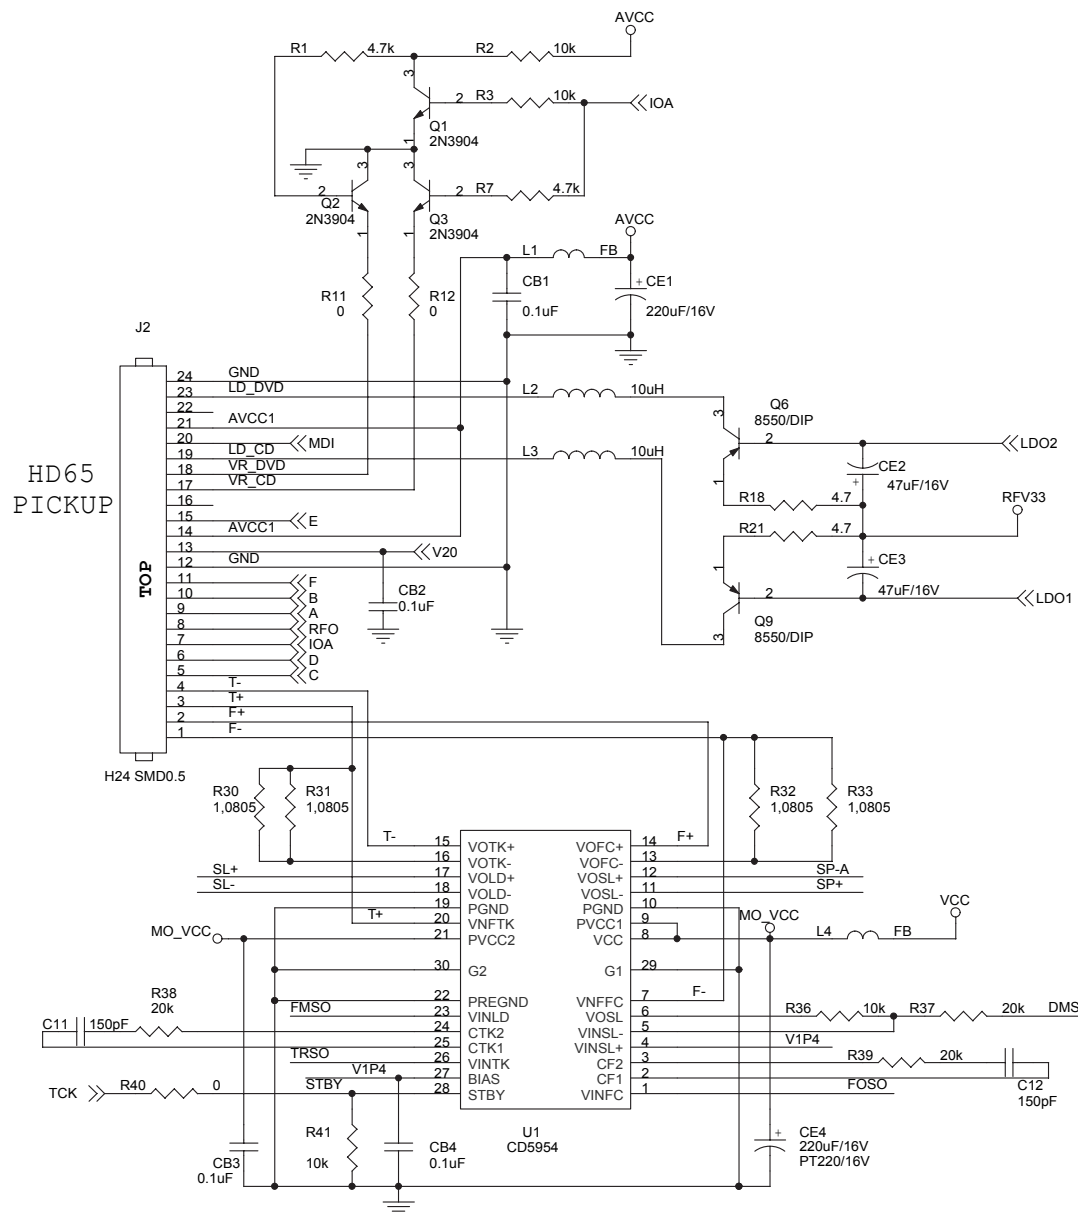 AVCC
R1 4.7k R2 10k
3
2 R3 10k IOA
Q1
2N3904
1
3 3
2 2 R7 4.7k
Q2 Q3
2N3904 2N3904
1 1
AVCC
L1 FB
R11 0
R12 0
CB1
0.1uF
CE1
+
220uF/16V
J2
24 GND
23 LD_DVD L2 10uH
22
21 AVCC1
20 MDI
19 LD_CD L3 10uH
18 VR_DVD
17 VR_CD
16
15 E
14 AVCC1
13 V20
12 GND
11 F
10 B
9 A
8 RFO
7 IOA
6 D
5 C
4 T-
3 T+
2 F+
1 F-
HD65
PICKUP
TOP
H24 SMD0.5
CB2
0.1uF
Q6
8550/DIP
3
2 LDO2
1
CE2
+
47uF/16V
R18 4.7
RFV33
R21 4.7
1
+
CE3
47uF/16V
2 LDO1
Q9
8550/DIP
3
R30
1,0805
R31
1,0805
R32
1,0805
R33
1,0805
T- 15 VOTK+ VOFC+ 14 F+
16 VOTK- VOFC- 13
SL+ 17 VOLD+ VOSL+ 12 SP-A
SL- 18 VOLD- VOSL- 11 SP+
19 PGND PGND 10
T+ 20 VNFTK PVCC1 9
MO_VCC 21 PVCC2 VCC 8 MO_VCC L4 FB VCC
30 G2 G1 29
22 PREGND VNFFC 7 F-
FMSO 23 VINLD VOSL 6 R36 10k R37 20k DMS
24 CTK2 VINSL- 5
25 CTK1 VINSL+ 4 V1P4
TRSO 26 VINTK CF2 3 R39 20k
V1P4 27 BIAS CF1 2
STBY 28 STBY VINFC 1 FOSO
R38
20k
C11 150pF
C12
150pF
TCK R40 0
U1
CD5954
R41
10k
CB3
0.1uF
CB4
0.1uF
+
CE4
220uF/16V
PT220/16V